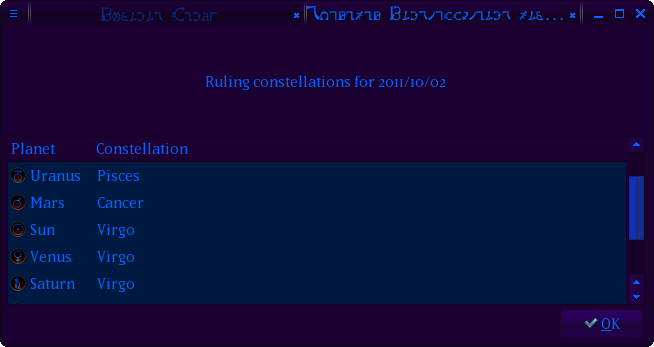 Ruling constellations for 2011/10/02
Planet Constellation
Uranus Pisces
Mars Cancer
Sun Virgo
Venus Virgo
Saturn Virgo
OK